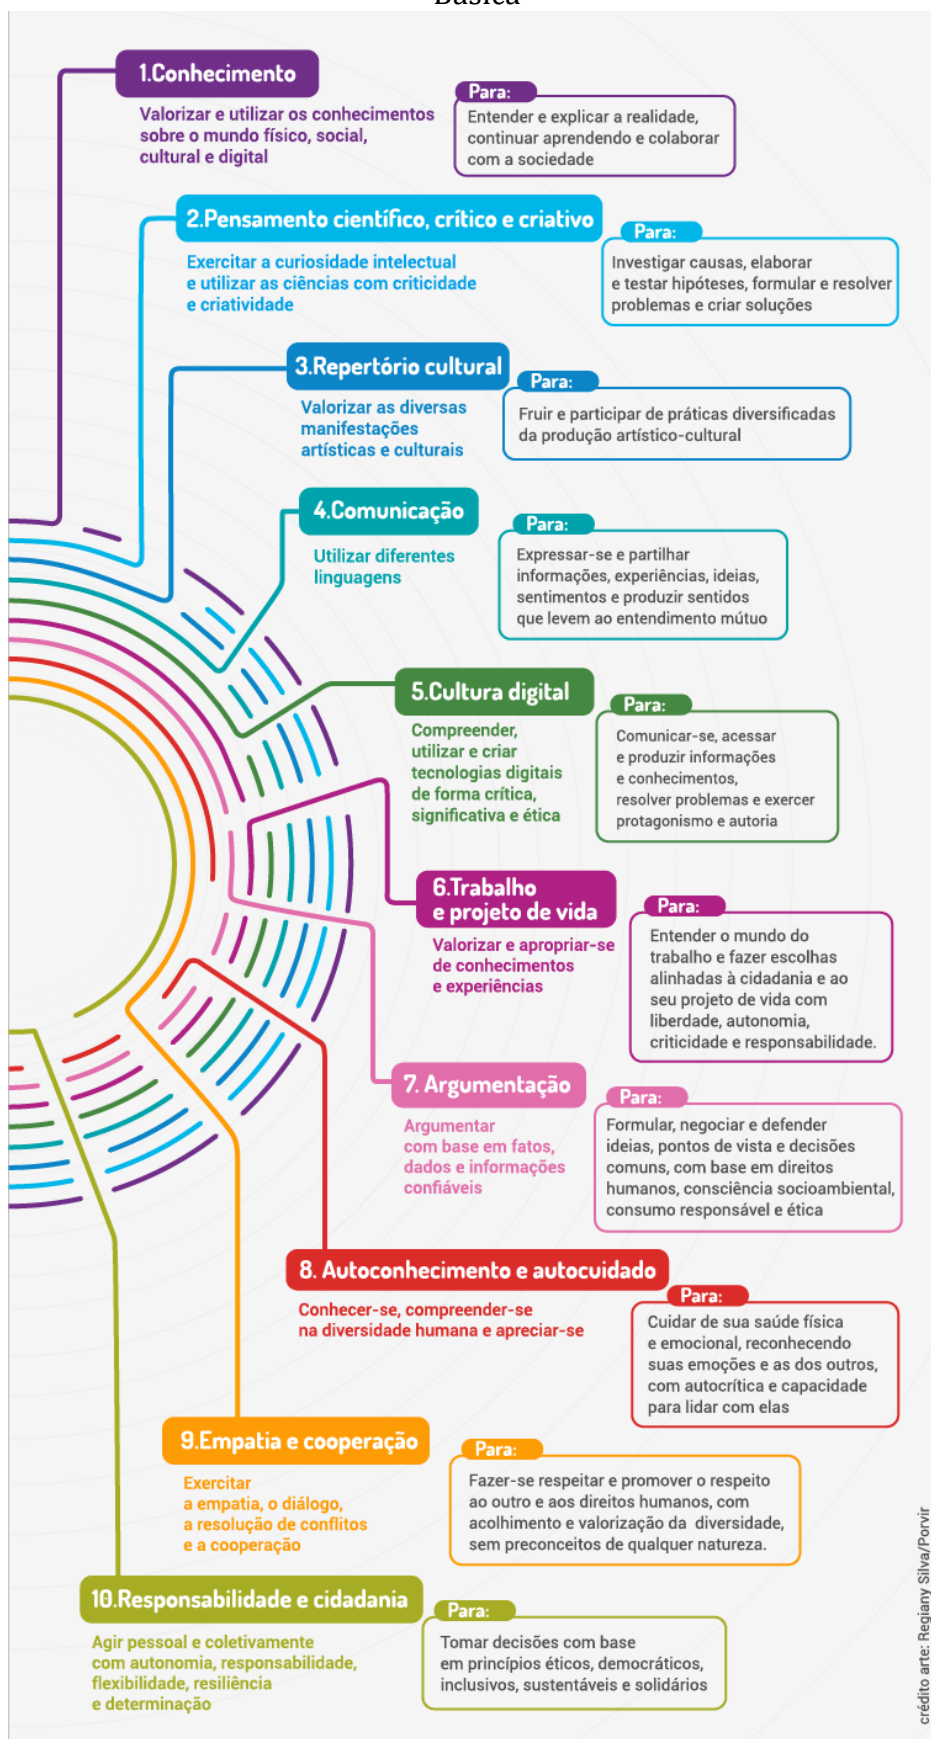 Básica
1.Conhecimento
Valorizar e utilizar os conhecimentos
sobre o mundo físico, social,
cultural e digital
Para:
Entender e explicar a realidade,
continuar aprendendo e colaborar
com a sociedade
2.Pensamento científico, crítico e criativo
Exercitar a curiosidade intelectual
e utilizar as ciências com criticidade
e criatividade
Para:
Investigar causas, elaborar
e testar hipóteses, formular e resolver
problemas e criar soluções
3.Repertório cultural
Valorizar as diversas
manifestações
artísticas e culturais
Para:
Fruir e participar de práticas diversificadas
da produção artístico-cultural
4.Comunicação
Utilizar diferentes
linguagens
Para:
Expressar-se e partilhar
informações, experiências, ideias,
sentimentos e produzir sentidos
que levem ao entendimento mútuo
5.Cultura digital
Compreender,
utilizar e criar
tecnologias digitais
de forma crítica,
significativa e ética
Para:
Comunicar-se, acessar
e produzir informações
e conhecimentos,
resolver problemas e exercer
protagonismo e autoria
6.Trabalho
e projeto de vida
Valorizar e apropriar-se
de conhecimentos
e experiências
Para:
Entender o mundo do
trabalho e fazer escolhas
alinhadas à cidadania e ao
seu projeto de vida com
liberdade, autonomia,
criticidade e responsabilidade.
7. Argumentação
Argumentar
com base em fatos,
dados e informações
confiáveis
Para:
Formular, negociar e defender
ideias, pontos de vista e decisões
comuns, com base em direitos
humanos, consciência socioambiental,
consumo responsável e ética
8. Autoconhecimento e autocuidado
Conhecer-se, compreender-se
na diversidade humana e apreciar-se
Para:
Cuidar de sua saúde física
e emocional, reconhecendo
suas emoções e as dos outros,
com autocrítica e capacidade
para lidar com elas
9.Empatia e cooperação
Exercitar
a empatia, o diálogo,
a resolução de conflitos
e a cooperação
Para:
Fazer-se respeitar e promover o respeito
ao outro e aos direitos humanos, com
acolhimento e valorização da diversidade,
sem preconceitos de qualquer natureza.
10.Responsabilidade e cidadania
Agir pessoal e coletivamente
com autonomia, responsabilidade,
flexibilidade, resiliência
e determinação
Para:
Tomar decisões com base
em princípios éticos, democráticos,
inclusivos, sustentáveis e solidários
crédito arte: Regiany Silva/Porvir